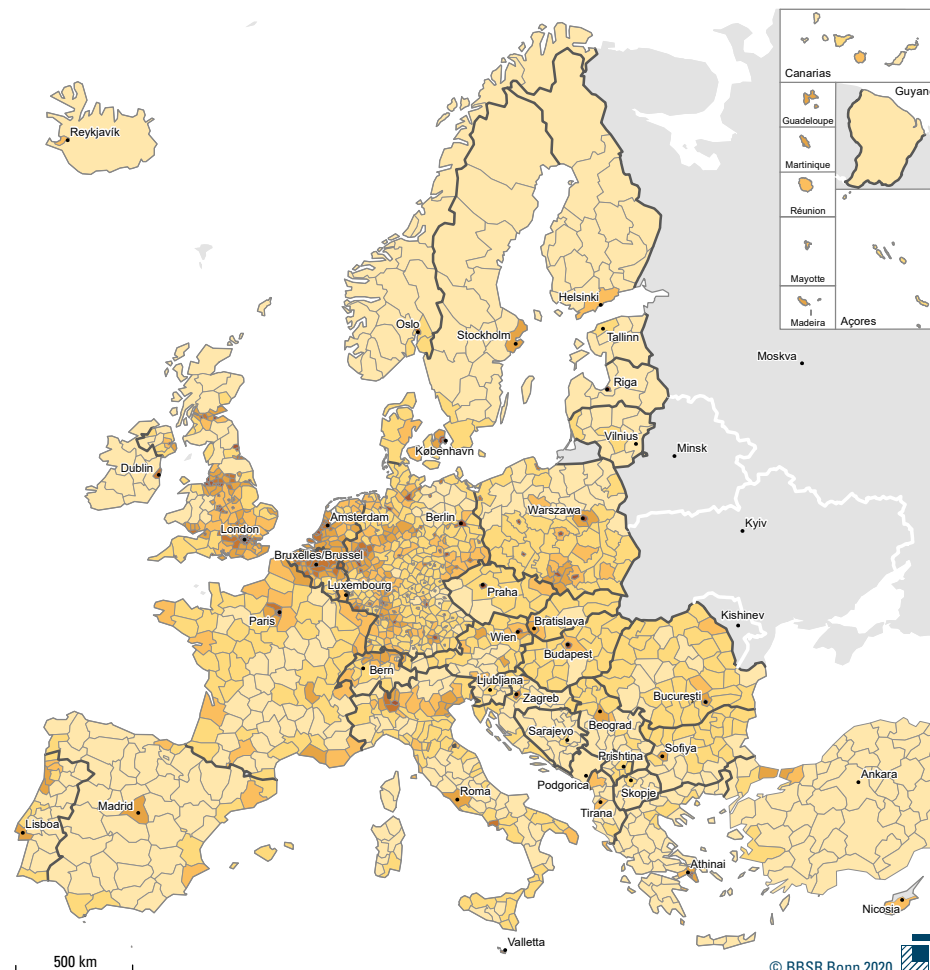 Canarias
Guyane
Reykjavík
Guadeloupe
Martinique
Réunion
Mayotte
Madeira
Açores
Helsinki
Oslo
Stockholm
Tallinn
Moskva
Riga
Vilnius
Minsk
København
Dublin
Amsterdam
Berlin
Warszawa
London
Kyiv
Bruxelles/Brussel
Luxembourg
Praha
Paris
Kishinev
Bratislava
Wien
Budapest
Bern
Ljubljana
Zagreb
București
Beograd
Sarajevo
Prishtina
Sofiya
Podgorica
Skopje
Ankara
Roma
Madrid
Tirana
Lisboa
Athinai
Nicosia
Valletta
500 km
© BBSR Bonn 2020